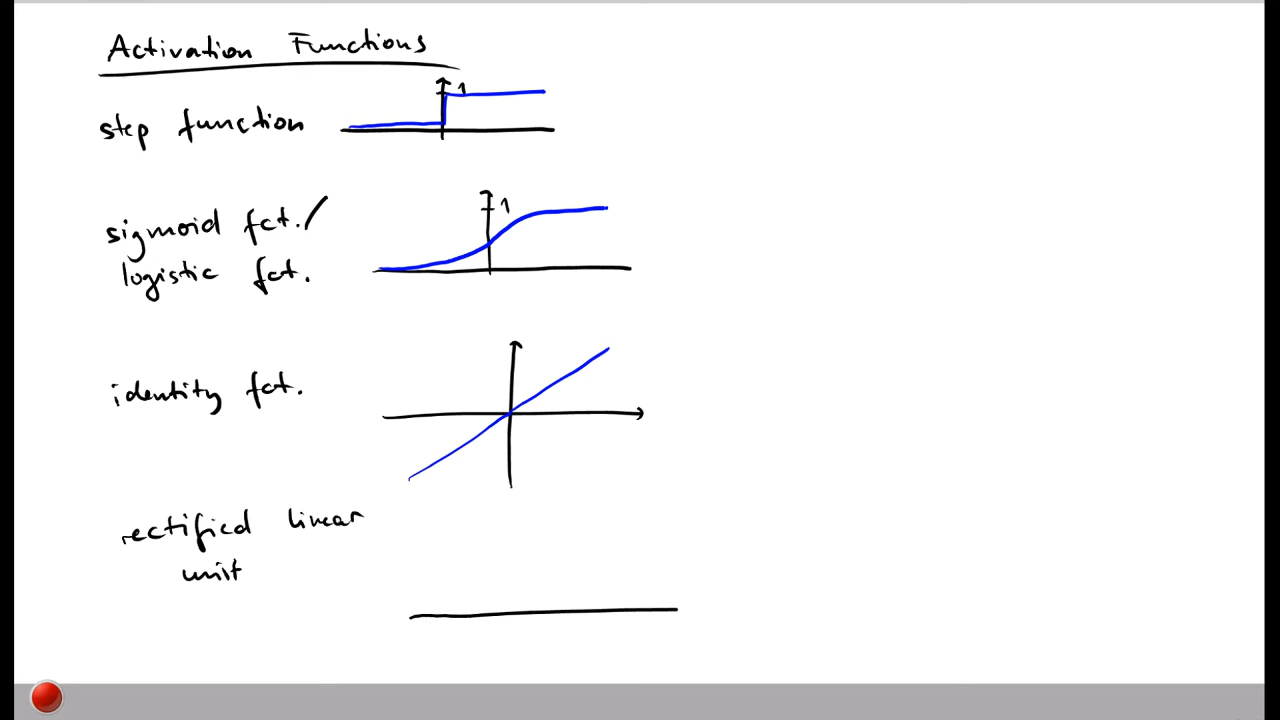 Activation Functions
1
step function
1
sigmoid fct./
logistic fct.
identity fct.
rectified linear
unit